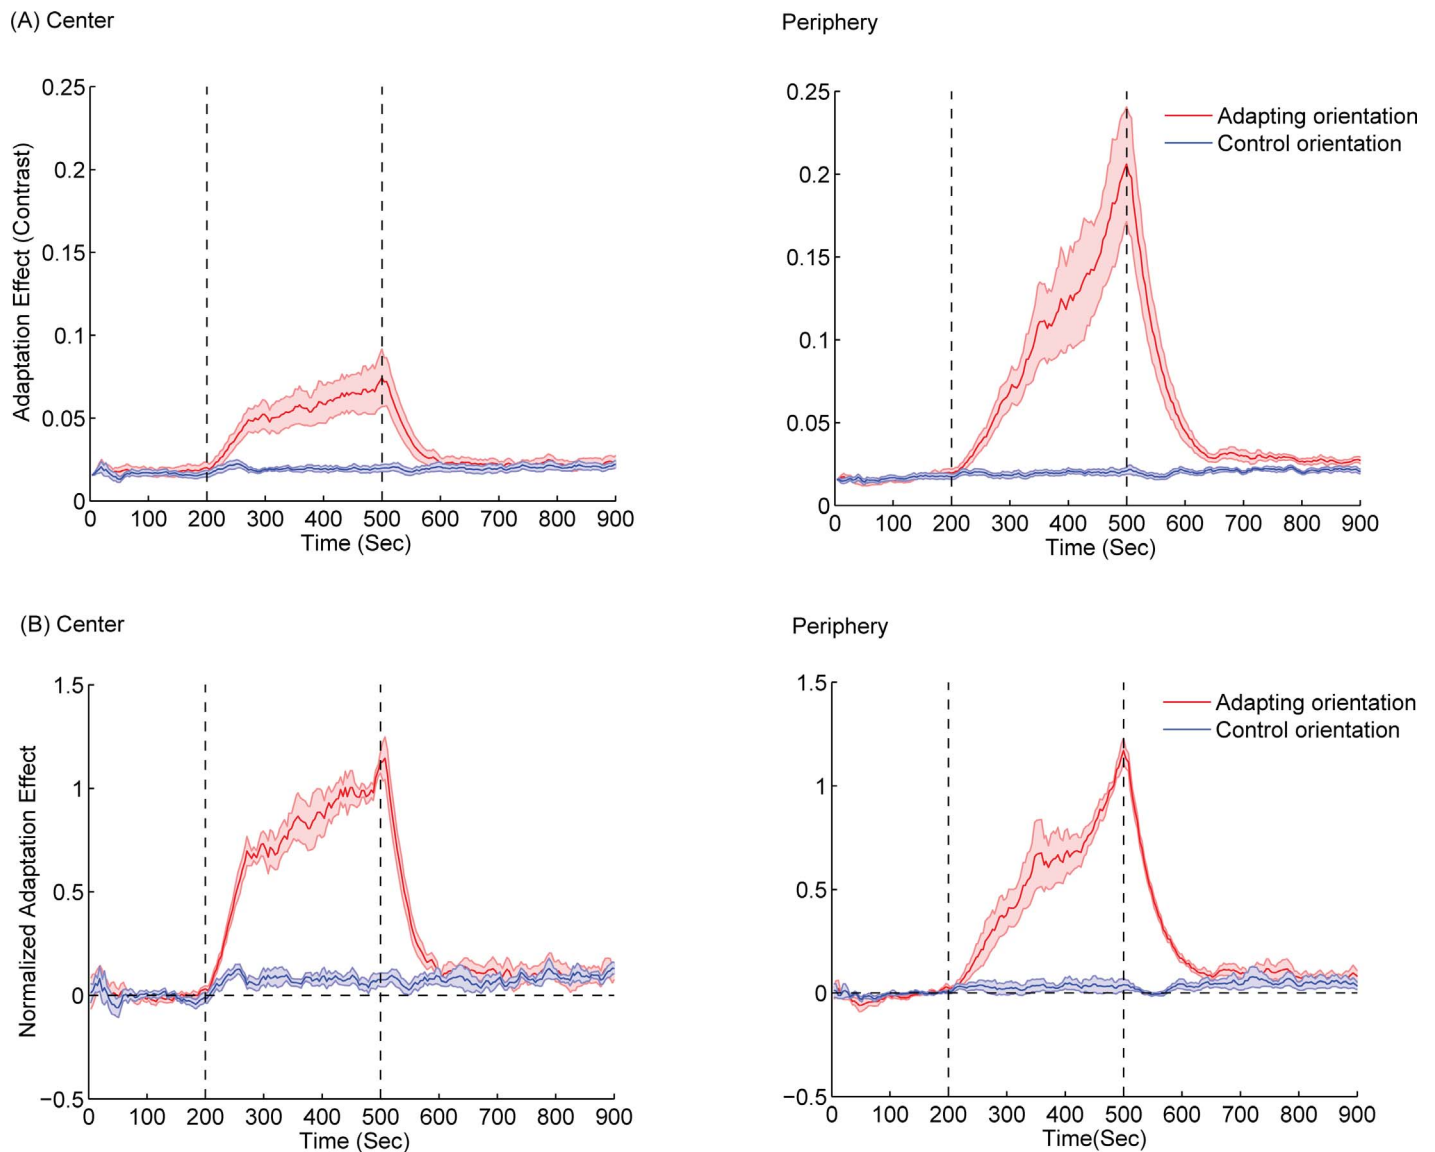 (A) Center
Periphery
Adaptation Effect (Contrast)
0.25
0.2
0.15
0.1
0.05
0
0 100 200 300 400 500 600 700 800 900
Time (Sec)
0.25
0.2
0.15
0.1
0.05
0
0 100 200 300 400 500 600 700 800 900
Time (Sec)
Adapting orientation
Control orientation
(B) Center
Periphery
Normalized Adaptation Effect
1.5
1
0.5
0
−0.5
0 100 200 300 400 500 600 700 800 900
Time (Sec)
1.5
1
0.5
0
−0.5
0 100 200 300 400 500 600 700 800 900
Time(Sec)
Adapting orientation
Control orientation